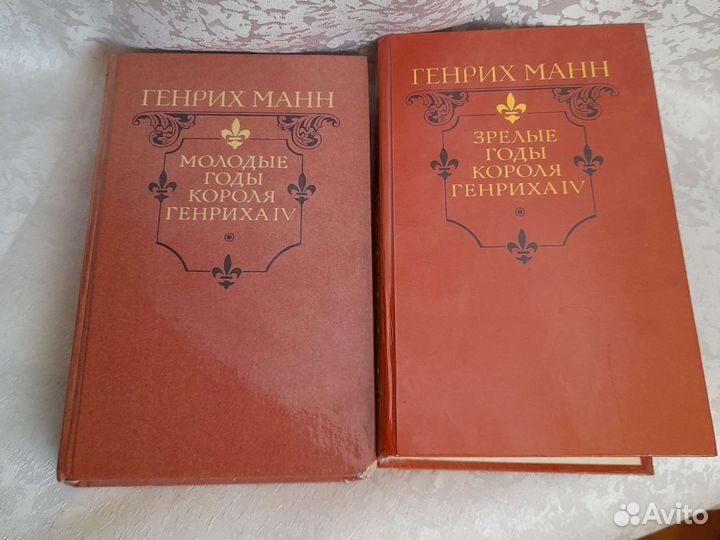 ГЕНРИХ МАНН
МОЛОДЫЕ
ГОДЫ
КОРОЛЯ
ГЕНРИХА IV
ГЕНРИХ МАНН
ЗРЕЛЫЕ
ГОДЫ
КОРОЛЯ
ГЕНРИХА IV
Avito